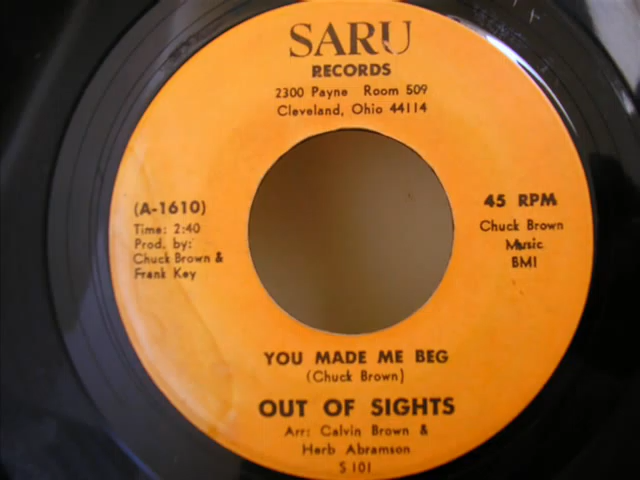 SARU
RECORDS
2300 Payne Room 509
Cleveland, Ohio 44114
(A-1610)
Time: 2:40
Prod. by:
Chuck Brown &
Frank Key
45 RPM
Chuck Brown
Music
BMI
YOU MADE ME BEG
(Chuck Brown)
OUT OF SIGHTS
Arr: Calvin Brown &
Herb Abramson
S 101